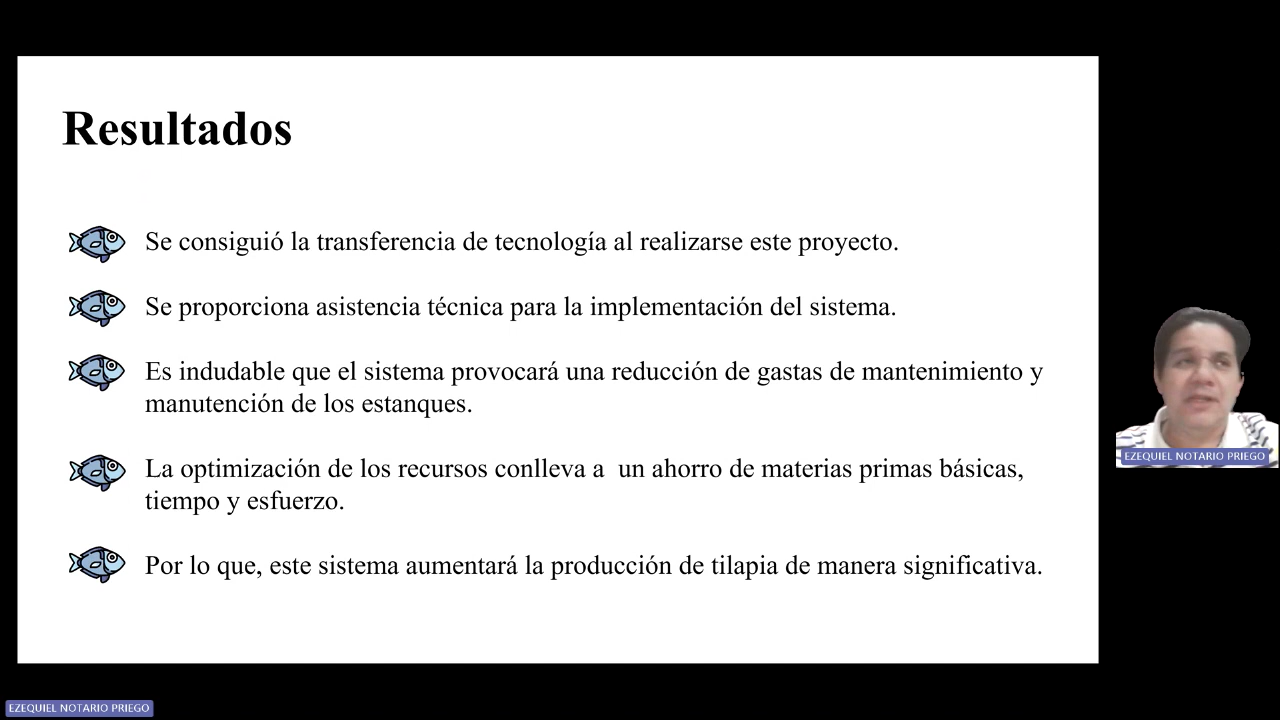 Resultados
Se consiguió la transferencia de tecnología al realizarse este proyecto.
Se proporciona asistencia técnica para la implementación del sistema.
Es indudable que el sistema provocará una reducción de gastas de mantenimiento y
manutención de los estanques.
La optimización de los recursos conlleva a  un ahorro de materias primas básicas,
tiempo y esfuerzo.
Por lo que, este sistema aumentará la producción de tilapia de manera significativa.
EZEQUIEL NOTARIO PRIEGO
EZEQUIEL NOTARIO PRIEGO